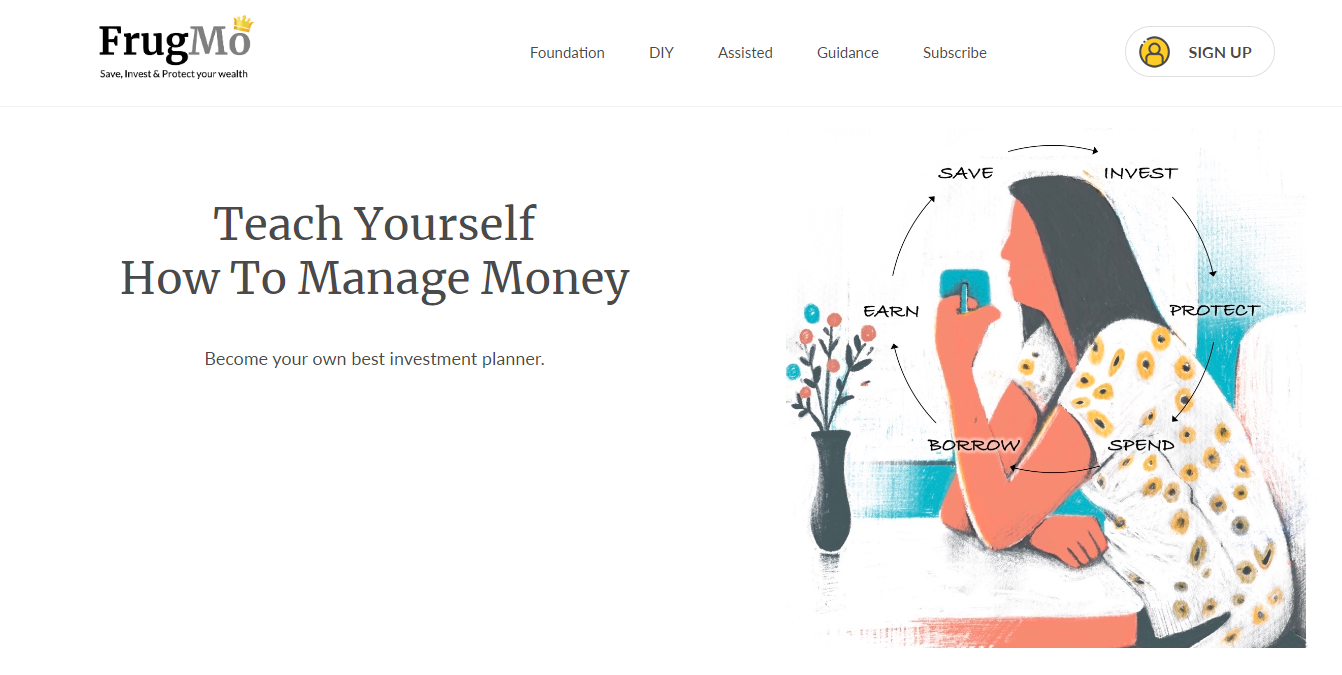 FrugMo
Save, Invest & Protect your wealth
Foundation
DIY
Assisted
Guidance
Subscribe
SIGN UP
Teach Yourself
How To Manage Money
Become your own best investment planner.
SAVE
INVEST
EARN
PROTECT
BORROW
SPEND